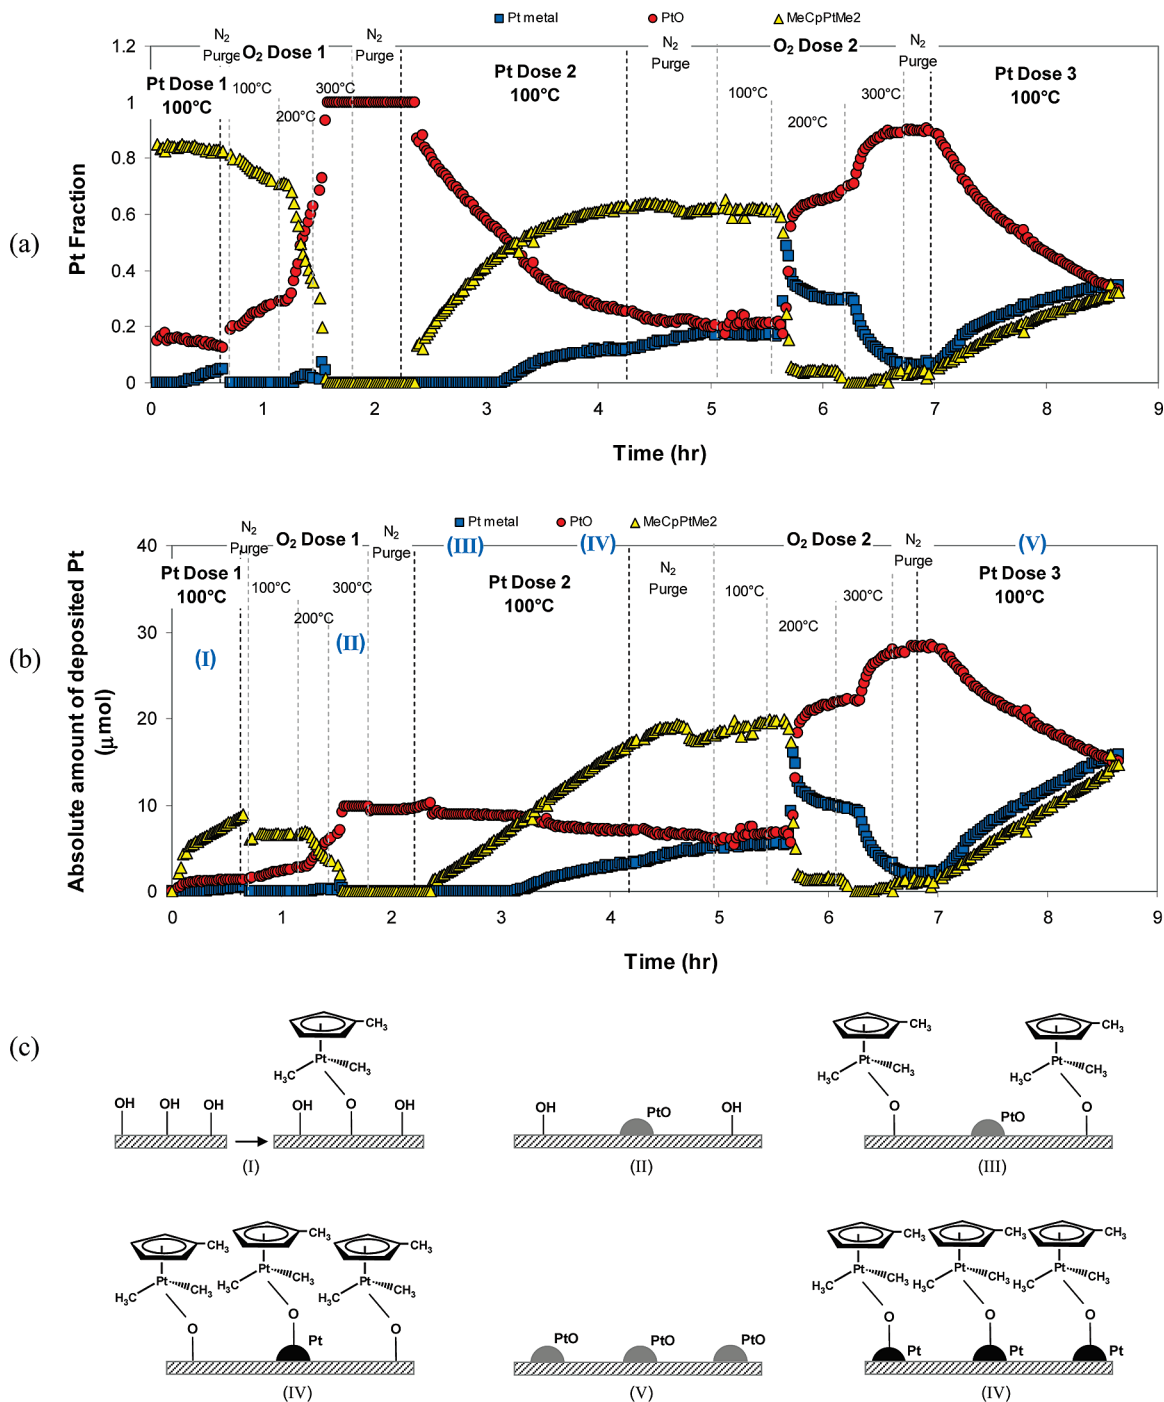 Pt metal PtO MeCpPtMe2
N2 Purge
O2 Dose 1
N2 Purge
N2 Purge
O2 Dose 2
N2 Purge
Pt Dose 1
100°C
100°C
200°C
300°C
Pt Dose 2
100°C
100°C
200°C
300°C
Pt Dose 3
100°C
(a)
Pt Fraction
1.2
1
0.8
0.6
0.4
0.2
0
0 1 2 3 4 5 6 7 8 9
Time (hr)
Pt metal PtO MeCpPtMe2
N2
Purge
O2 Dose 1
N2
Purge
(III)
(IV)
O2 Dose 2
N2
Purge
(V)
Pt Dose 1
100°C
100°C
200°C
300°C
Pt Dose 2
100°C
N2
Purge
100°C
200°C
300°C
Pt Dose 3
100°C
(I)
(II)
(b)
Absolute amount of deposited Pt
(μmol)
40
30
20
10
0
0 1 2 3 4 5 6 7 8 9
Time (hr)
(c)
CH3
Pt
H3C CH3
OH OH OH
OH O OH
(I)
OH PtO OH
(II)
CH3 CH3
Pt Pt
H3C CH3 H3C CH3
O PtO O
(III)
CH3 CH3 CH3
Pt Pt Pt
H3C CH3 H3C CH3 H3C CH3
O O O
Pt
(IV)
PtO PtO PtO
(V)
CH3 CH3 CH3
Pt Pt Pt
H3C CH3 H3C CH3 H3C CH3
O O O
Pt Pt Pt
(IV)